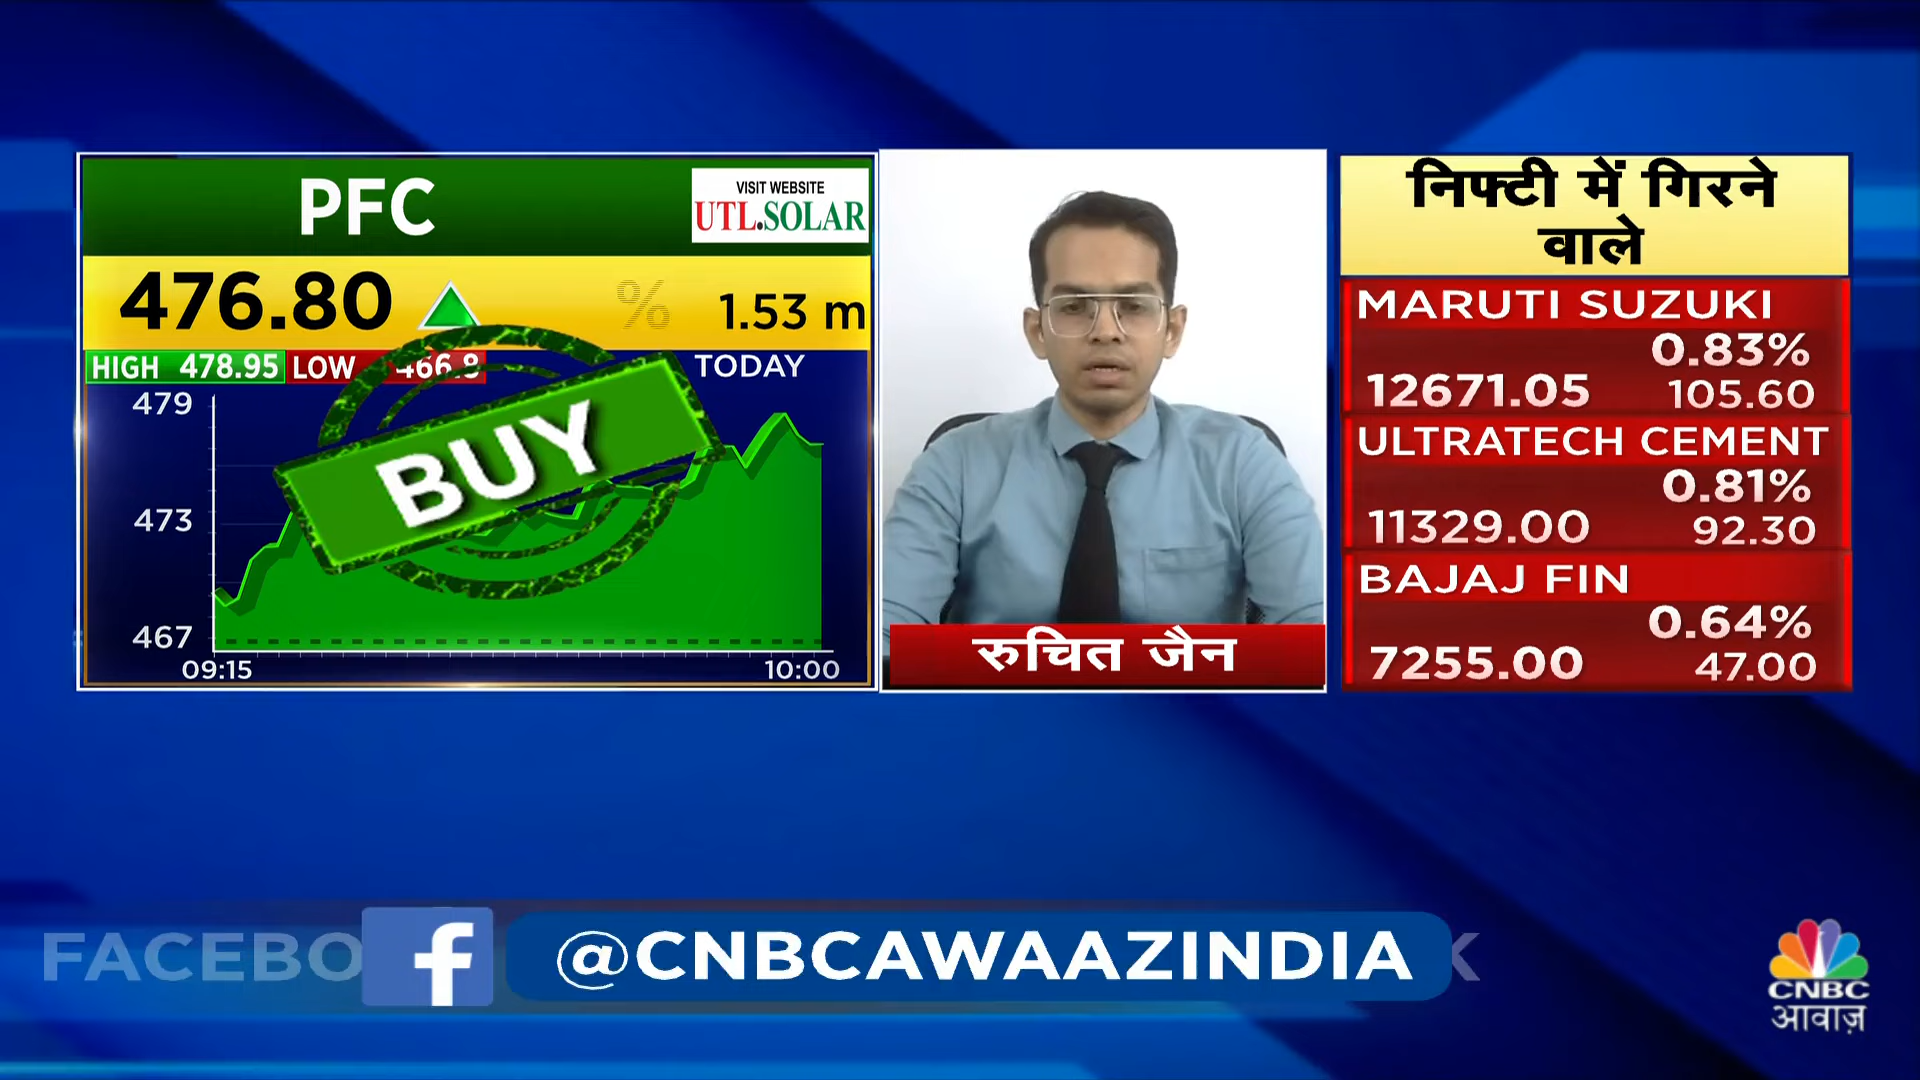 PFC
VISIT WEBSITE
UTL.SOLAR
476.80 % 1.53 m
HIGH 478.95 LOW 466.9 TODAY
BUY
479
473
467
09:15 10:00
रुचित जैन
निफ्टी में गिरने
वाले
MARUTI SUZUKI
0.83%
12671.05 105.60
ULTRATECH CEMENT
0.81%
11329.00 92.30
BAJAJ FIN
0.64%
7255.00 47.00
f @CNBCAWAAZINDIA
CNBC
आवाज़